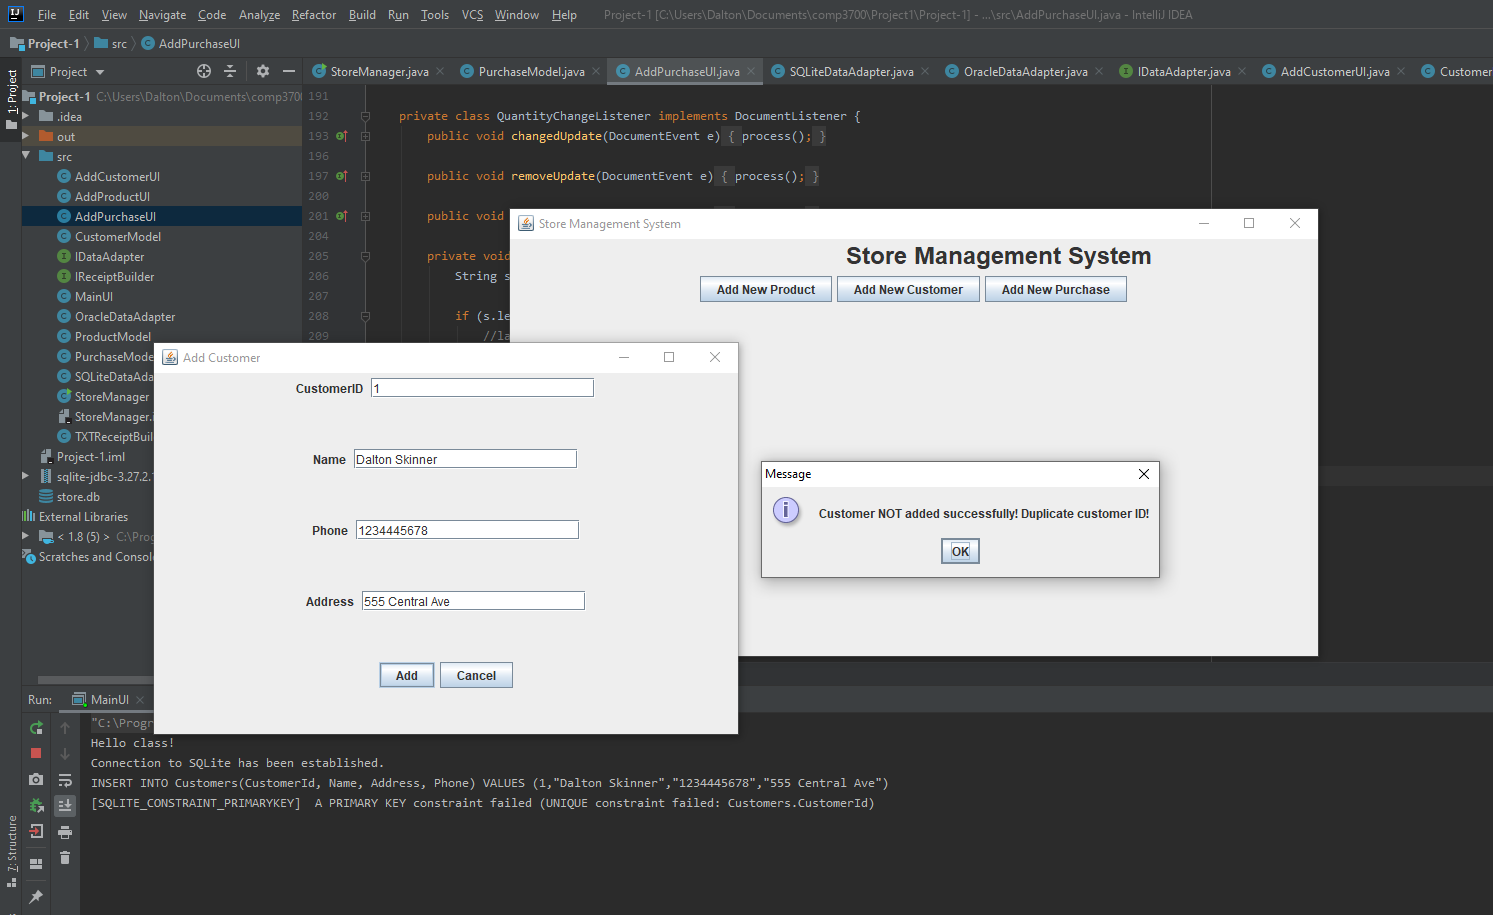 File Edit View Navigate Code Analyze Refactor Build Run Tools VCS Window Help Project-1 [C:\Users\Dalton\Documents\comp3700\Project1\Project-1] - ...\src\AddPurchaseUI.java - IntelliJ IDEA
Project-1 src AddPurchaseUI
Project StoreManager.java PurchaseModel.java AddPurchaseUI.java SQLiteDataAdapter.java OracleDataAdapter.java IDataAdapter.java AddCustomerUI.java Customer
1: Project
Project-1 C:\Users\Dalton\Documents\comp370
.idea
out
src
AddCustomerUI
AddProductUI
AddPurchaseUI
CustomerModel
IDataAdapter
IReceiptBuilder
MainUI
OracleDataAdapter
ProductModel
PurchaseMode
SQLiteDataAda
StoreManager
StoreManager.
TXTReceiptBuil
Project-1.iml
sqlite-jdbc-3.27.2.
store.db
External Libraries
< 1.8 (5) > C:\Prog
Scratches and Consol
191
192 private class QuantityChangeListener implements DocumentListener {
193 public void changedUpdate(DocumentEvent e) { process(); }
196
197 public void removeUpdate(DocumentEvent e) { process(); }
200
201 public void
204
205 private void
206 String s
207
208 if (s.le
209 //la
Store Management System
Store Management System
Add New Product Add New Customer Add New Purchase
Add Customer
CustomerID 1
Name Dalton Skinner
Phone 1234445678
Address 555 Central Ave
Add Cancel
Message
Customer NOT added successfully! Duplicate customer ID!
OK
Run: MainUI
"C:\Progr
Hello class!
Connection to SQLite has been established.
INSERT INTO Customers(CustomerId, Name, Address, Phone) VALUES (1,"Dalton Skinner","1234445678","555 Central Ave")
[SQLITE_CONSTRAINT_PRIMARYKEY]  A PRIMARY KEY constraint failed (UNIQUE constraint failed: Customers.CustomerId)
7: Structure